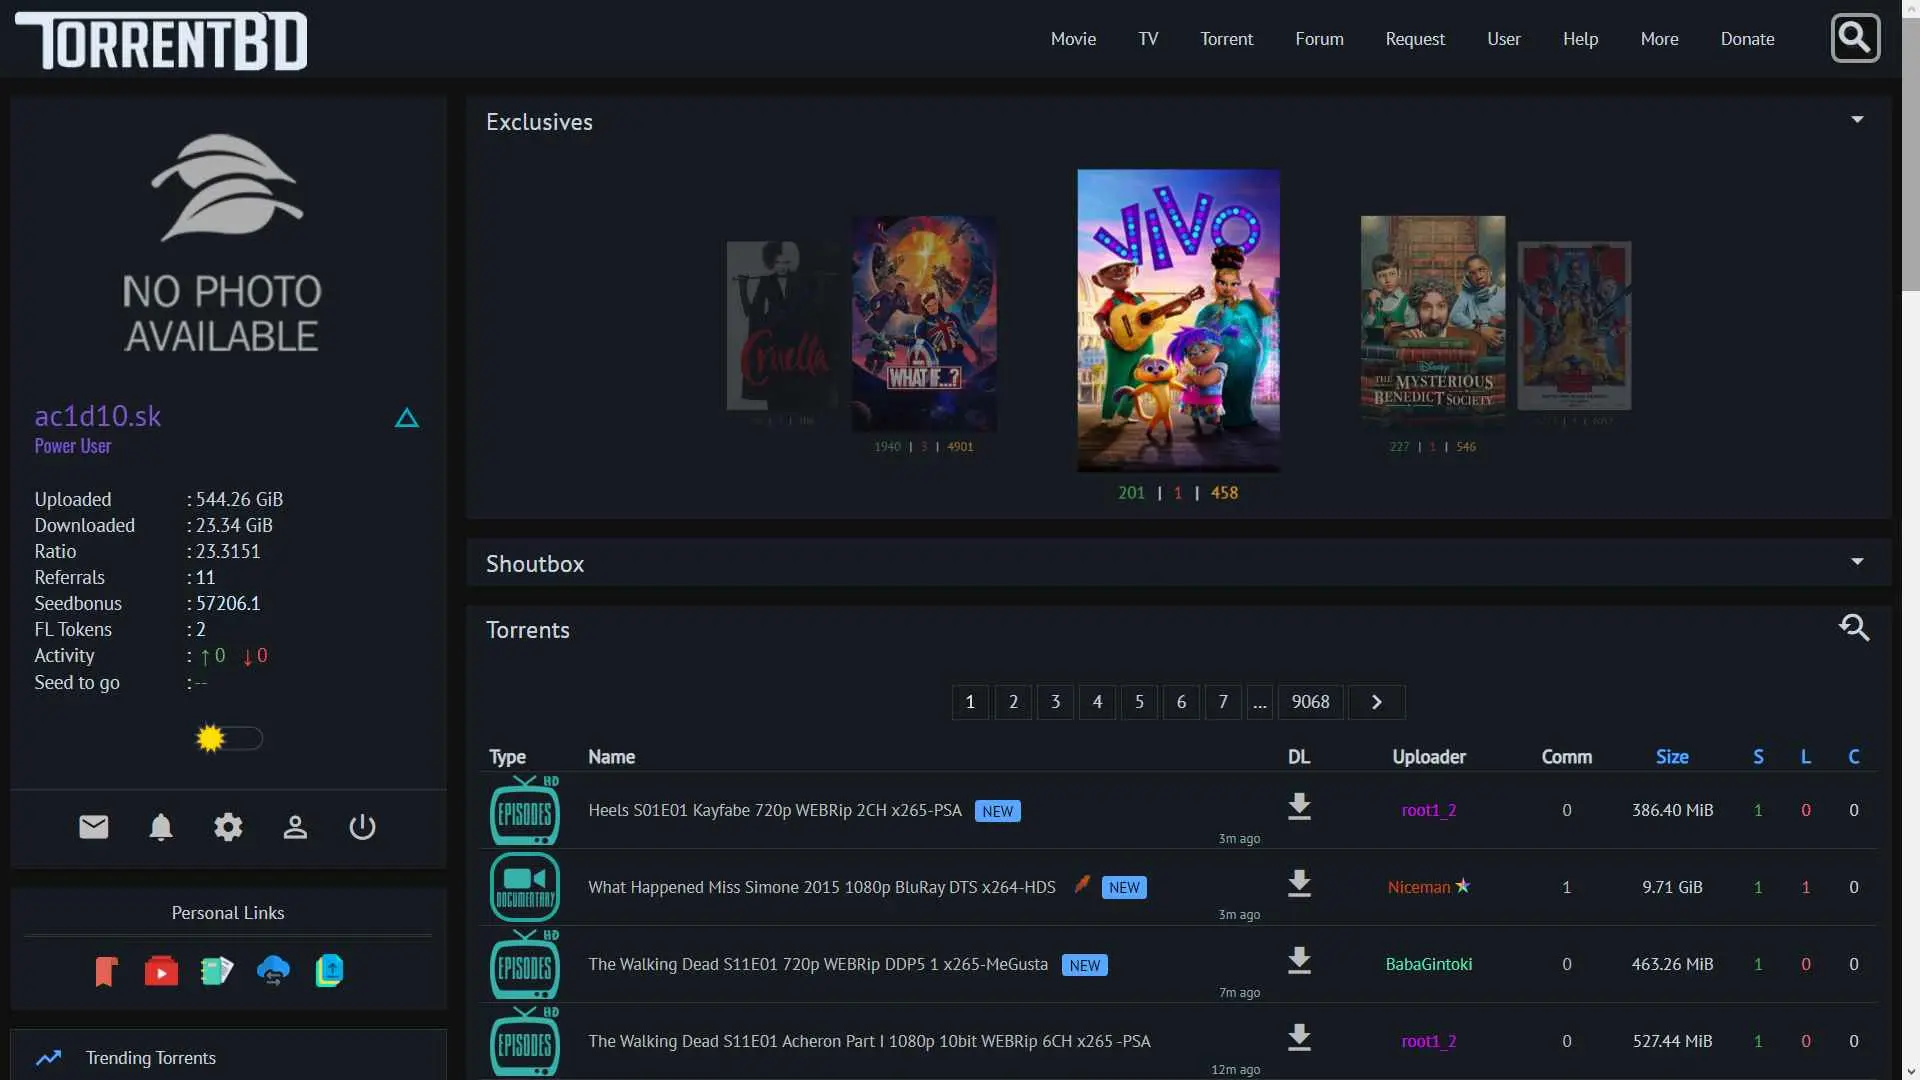 TORRENTBD
Movie TV Torrent Forum Request User Help More Donate
NO PHOTO
AVAILABLE
ac1d10.sk
Power User
Uploaded : 544.26 GiB
Downloaded : 23.34 GiB
Ratio : 23.3151
Referrals : 11
Seedbonus : 57206.1
FL Tokens : 2
Activity : ↑ 0 ↓ 0
Seed to go : --
Personal Links
Trending Torrents
Exclusives
Cruella
WHAT IF...?
1940 | 3 | 4901
VIVO
201 | 1 | 458
Disney
THE MYSTERIOUS
BENEDICT SOCIETY
227 | 1 | 546
Shoutbox
Torrents
1 2 3 4 5 6 7 ... 9068
Type Name DL Uploader Comm Size S L C
HD
EPISODES
Heels S01E01 Kayfabe 720p WEBRip 2CH x265-PSA NEW
3m ago
root1_2 0 386.40 MiB 1 0 0
DOCUMENTARY
What Happened Miss Simone 2015 1080p BluRay DTS x264-HDS NEW
3m ago
Niceman 1 9.71 GiB 1 1 0
HD
EPISODES
The Walking Dead S11E01 720p WEBRip DDP5 1 x265-MeGusta NEW
7m ago
BabaGintoki 0 463.26 MiB 1 0 0
HD
EPISODES
The Walking Dead S11E01 Acheron Part I 1080p 10bit WEBRip 6CH x265 -PSA
12m ago
root1_2 0 527.44 MiB 1 0 0